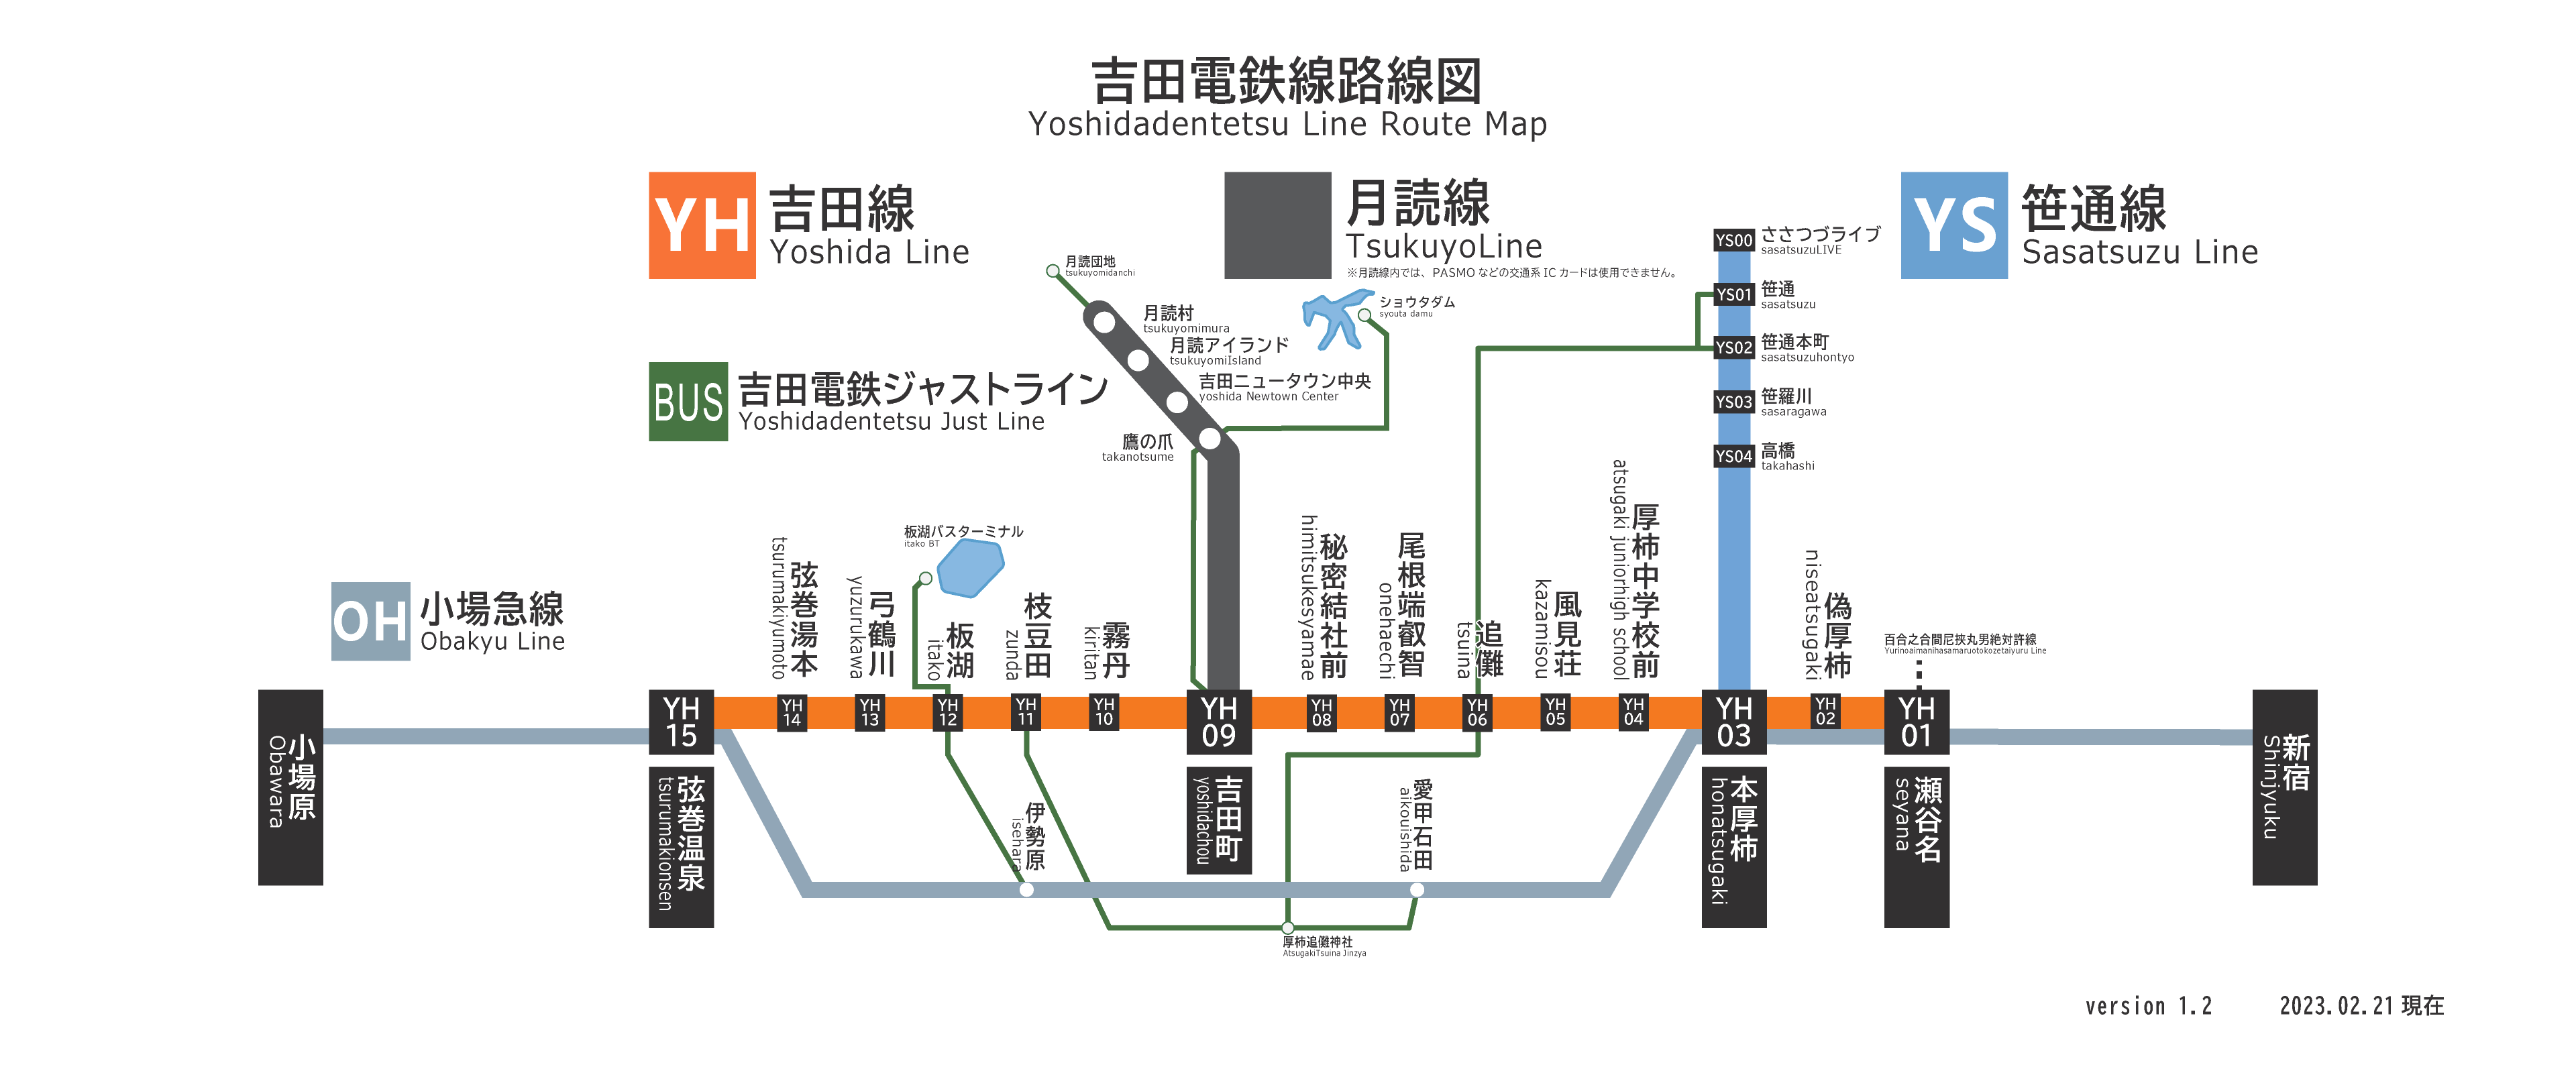 吉田電鉄線路線図
Yoshidadentetsu Line Route Map
YH
吉田線
Yoshida Line
月読線
TsukuyoLine
※月読線内では、PASMOなどの交通系ICカードは使用できません。
YS
笹通線
Sasatsuzu Line
BUS
吉田電鉄ジャストライン
Yoshidadentetsu Just Line
OH
小場急線
Obakyu Line
月読団地
tsukuyomidanchi
月読村
tsukuyomimura
月読アイランド
tsukuyomiIsland
吉田ニュータウン中央
yoshida Newtown Center
鷹の爪
takanotsume
ショウタダム
syouta damu
YS00
ささつづライブ
sasatsuzuLIVE
YS01
笹通
sasatsuzu
YS02
笹通本町
sasatsuzuhontyo
YS03
笹羅川
sasaragawa
YS04
高橋
takahashi
板湖バスターミナル
itako BT
小場原
Obawara
YH
15
弦巻温泉
tsurumakionsen
弦巻湯本
tsurumakiyumoto
YH
14
弓鶴川
yuzurukawa
YH
13
板湖
itako
YH
12
枝豆田
zunda
YH
11
霧丹
kiritan
YH
10
YH
09
吉田町
yoshidachou
秘密結社前
himitsukesyamae
YH
08
尾根端叡智
onehaechi
YH
07
追儺
tsuina
YH
06
風見荘
kazamisou
YH
05
厚柿中学校前
atsugaki juniorhigh school
YH
04
YH
03
本厚柿
honatsugaki
偽厚柿
niseatsugaki
YH
02
百合之合間尼挟丸男絶対許線
Yurinoaimanihasamaruotokozetaiyuru Line
YH
01
瀬谷名
seyana
新宿
Shinjyuku
伊勢原
isehara
愛甲石田
aikouishida
厚柿追儺神社
AtsugakiTsuina Jinzya
version 1.2
2023.02.21 現在